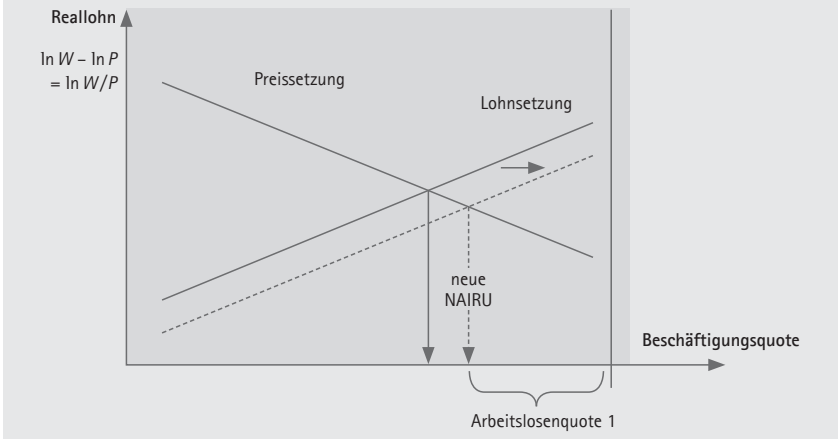 Reallohn
ln W – ln P
= ln W/P
Preissetzung
Lohnsetzung
neue
NAIRU
Beschäftigungsquote
Arbeitslosenquote 1